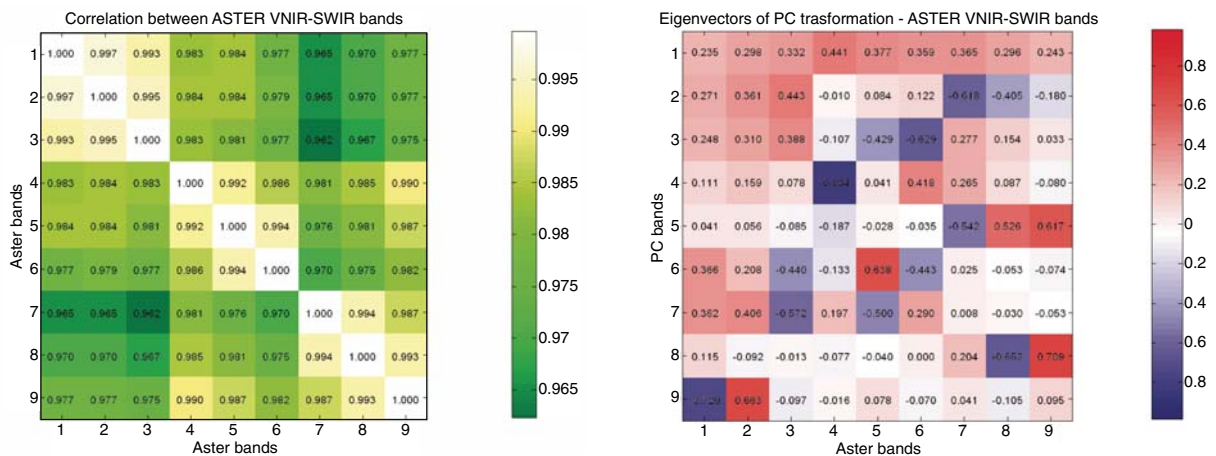 Correlation between ASTER VNIR-SWIR bands
1 1.000 0.997 0.993 0.983 0.984 0.977 0.965 0.970 0.977
2 0.997 1.000 0.995 0.984 0.984 0.979 0.965 0.970 0.977
3 0.993 0.995 1.000 0.983 0.981 0.977 0.962 0.967 0.975
4 0.983 0.984 0.983 1.000 0.992 0.986 0.981 0.985 0.990
5 0.984 0.984 0.981 0.992 1.000 0.994 0.976 0.981 0.987
6 0.977 0.979 0.977 0.986 0.994 1.000 0.970 0.975 0.982
7 0.965 0.965 0.962 0.981 0.976 0.970 1.000 0.994 0.987
8 0.970 0.970 0.967 0.985 0.981 0.975 0.994 1.000 0.993
9 0.977 0.977 0.975 0.990 0.987 0.982 0.987 0.993 1.000
1 2 3 4 5 6 7 8 9
Aster bands
Aster bands
0.995
0.99
0.985
0.98
0.975
0.97
0.965
Eigenvectors of PC trasformation - ASTER VNIR-SWIR bands
1 0.235 0.298 0.332 0.441 0.377 0.359 0.365 0.296 0.243
2 0.271 0.361 0.443 -0.010 0.084 0.122 -0.618 -0.405 -0.180
3 0.248 0.310 0.388 -0.107 -0.429 -0.629 0.277 0.154 0.033
4 0.111 0.159 0.078 0.041 0.418 0.265 0.087 -0.080
5 0.041 0.056 -0.085 -0.187 -0.028 -0.035 -0.542 0.526 0.617
6 0.366 0.208 -0.440 -0.133 0.638 -0.443 0.025 -0.053 -0.074
7 0.362 0.406 -0.572 0.197 -0.500 0.290 0.008 -0.030 -0.053
8 0.115 -0.092 -0.013 -0.077 -0.040 0.000 0.204 0.709
9 0.663 -0.097 -0.016 0.078 -0.070 0.041 -0.105 0.095
1 2 3 4 5 6 7 8 9
Aster bands
PC bands
0.8
0.6
0.4
0.2
0
0.2
0.4
0.6
0.8